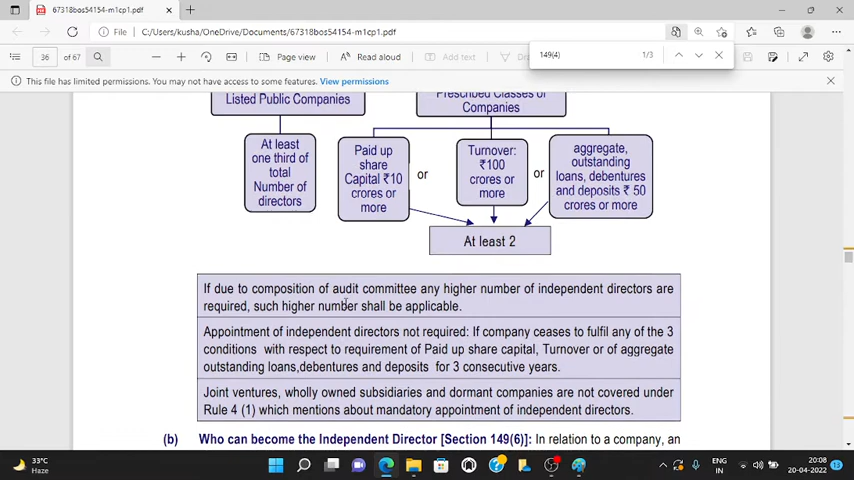 67318bos54154-m1cp1.pdf
File C:/Users/kusha/OneDrive/Documents/67318bos54154-m1cp1.pdf
36 of 67
Page view
Read aloud
Add text
149(4) 1/3
This file has limited permissions. You may not have access to some features. View permissions
Listed Public Companies
Prescribed Classes of
Companies
At least
one third of
total
Number of
directors
Paid up
share
Capital ₹10
crores or
more
or
Turnover:
₹100
crores or
more
or
aggregate,
outstanding
loans, debentures
and deposits ₹ 50
crores or more
At least 2
If due to composition of audit committee any higher number of independent directors are
required, such higher number shall be applicable.
Appointment of independent directors not required: If company ceases to fulfil any of the 3
conditions with respect to requirement of Paid up share capital, Turnover or of aggregate
outstanding loans,debentures and deposits for 3 consecutive years.
Joint ventures, wholly owned subsidiaries and dormant companies are not covered under
Rule 4 (1) which mentions about mandatory appointment of independent directors.
(b) Who can become the Independent Director [Section 149(6)]: In relation to a company, an
33°C
Haze
ENG
IN
20:08
20-04-2022